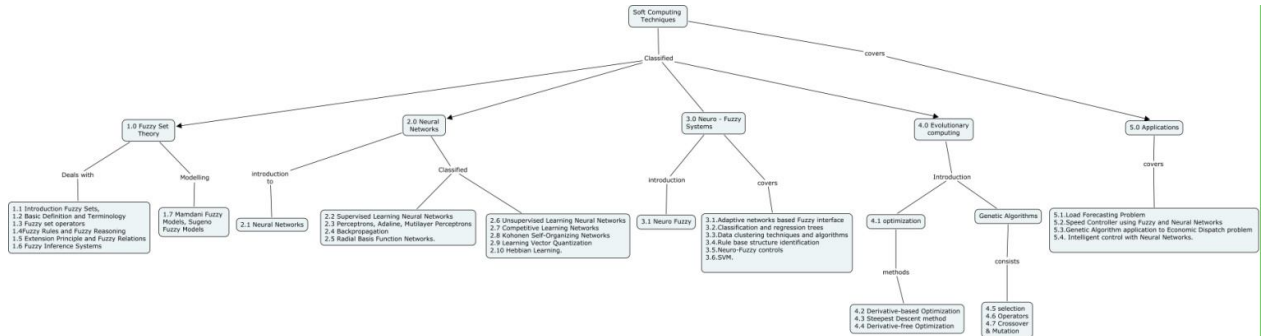 Soft Computing
Techniques
covers
Classified
1.0 Fuzzy Set
Theory
2.0 Neural
Networks
3.0 Neuro - Fuzzy
Systems
4.0 Evolutionary
computing
5.0 Applications
Deals with
Modelling
introduction
to
Classified
introduction
covers
Introduction
covers
1.1 Introduction Fuzzy Sets,
1.2 Basic Definition and Terminology
1.3 Fuzzy set operators
1.4Fuzzy Rules and Fuzzy Reasoning
1.5 Extension Principle and Fuzzy Relations
1.6 Fuzzy Inference Systems
1.7 Mamdani Fuzzy
Models, Sugeno
Fuzzy Models
2.1 Neural Networks
2.2 Supervised Learning Neural Networks
2.3 Perceptrons, Adaline, Mutilayer Perceptrons
2.4 Backpropagation
2.5 Radial Basis Function Networks.
2.6 Unsupervised Learning Neural Networks
2.7 Competitive Learning Networks
2.8 Kohonen Self-Organizing Networks
2.9 Learning Vector Quantization
2.10 Hebbian Learning.
3.1 Neuro Fuzzy
3.1.Adaptive networks based Fuzzy interface
3.2.Classification and regression trees
3.3.Data clustering techniques and algorithms
3.4.Rule base structure identification
3.5.Neuro-Fuzzy controls
3.6.SVM.
4.1 optimization
Genetic Algorithms
5.1.Load Forecasting Problem
5.2.Speed Controller using Fuzzy and Neural Networks
5.3.Genetic Algorithm application to Economic Dispatch problem
5.4. Intelligent control with Neural Networks.
methods
consists
4.2 Derivative-based Optimization
4.3 Steepest Descent method
4.4 Derivative-free Optimization
4.5 selection
4.6 Operators
4.7 Crossover
& Mutation